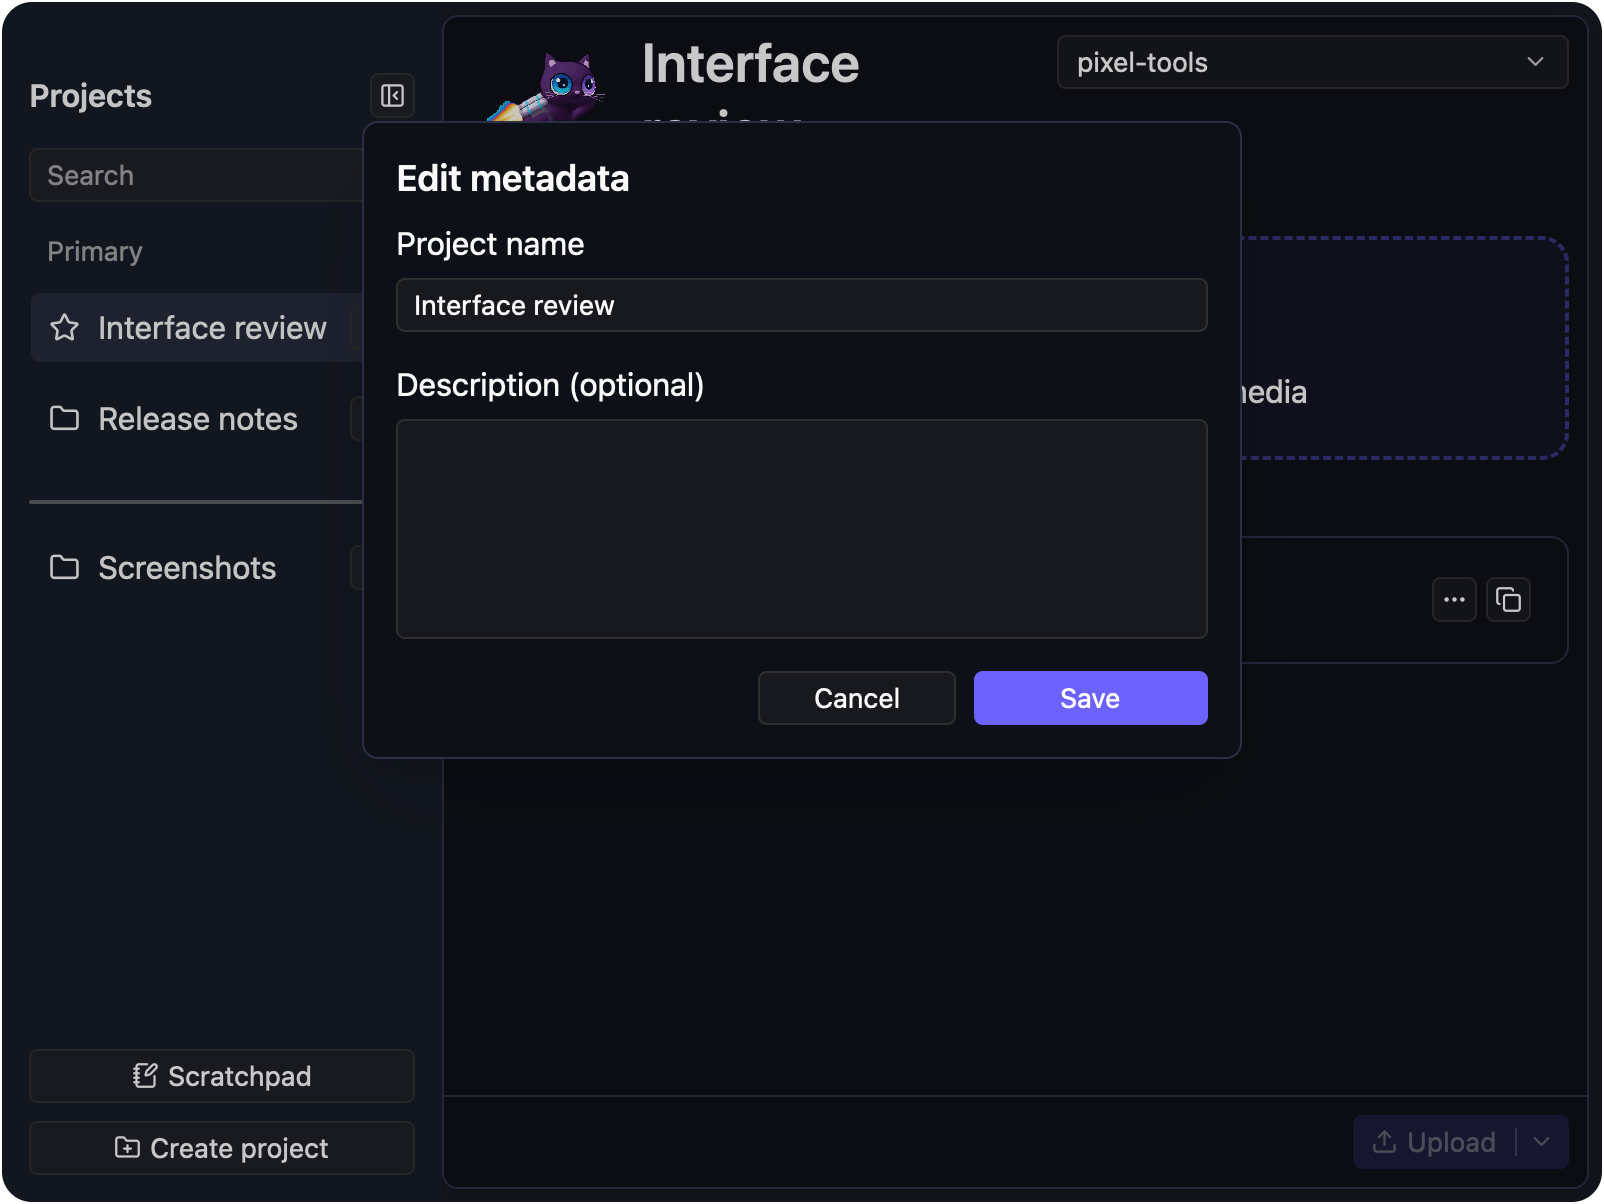 Projects
Search
Primary
Interface review
Release notes
Screenshots
Scratchpad
Create project
Interface
review
pixel-tools
Edit metadata
Project name
Interface review
Description (optional)
Cancel
Save
Upload